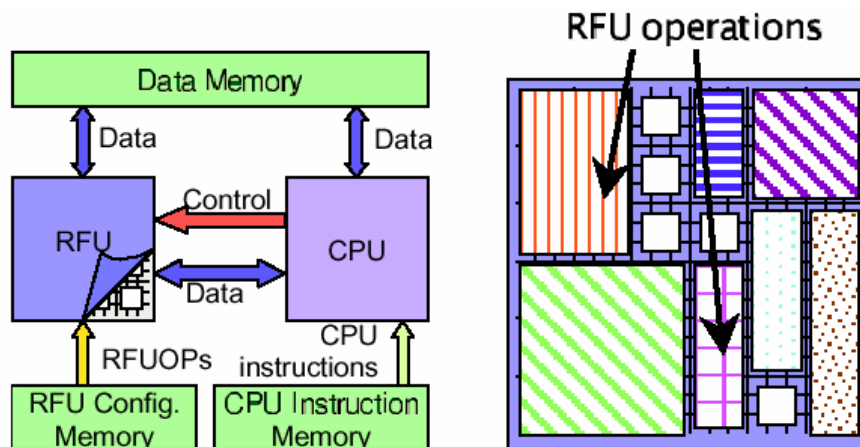 RFU operations
Data Memory
Data
Data
Control
RFU
CPU
Data
RFUOPs
CPU
instructions
RFU Config.
Memory
CPU Instruction
Memory